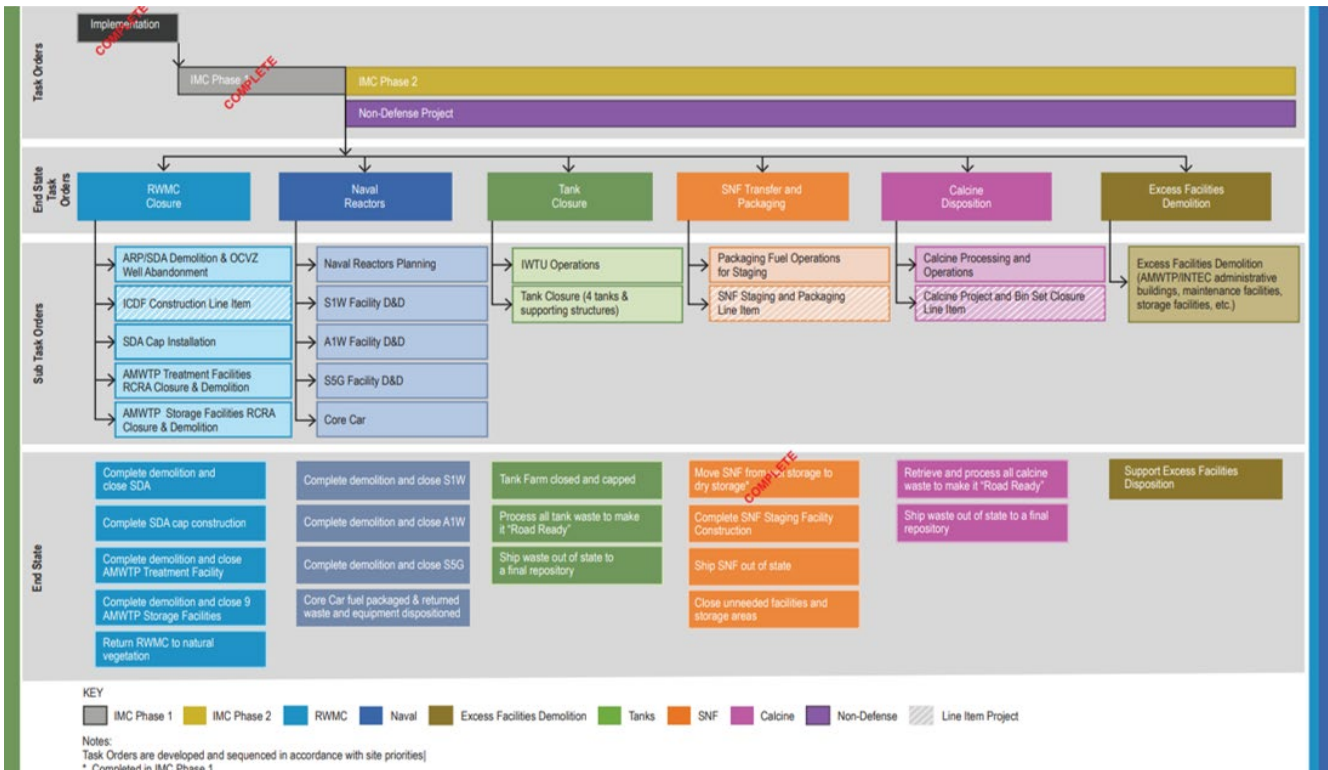 Task Orders
Implementation
COMPLETE
IMC Phase 1
COMPLETE
IMC Phase 2
Non-Defense Project
End State
Task
Orders
RWMC
Closure
Naval
Reactors
Tank
Closure
SNF Transfer and
Packaging
Calcine
Disposition
Excess Facilities
Demolition
Sub Task Orders
ARP/SDA Demolition & OCVZ
Well Abandonment
ICDF Construction Line Item
SDA Cap Installation
AMWTP Treatment Facilities
RCRA Closure & Demolition
AMWTP Storage Facilities RCRA
Closure & Demolition
Naval Reactors Planning
S1W Facility D&D
A1W Facility D&D
S5G Facility D&D
Core Car
IWTU Operations
Tank Closure (4 tanks &
supporting structures)
Packaging Fuel Operations
for Staging
SNF Staging and Packaging
Line Item
Calcine Processing and
Operations
Calcine Project and Bin Set Closure
Line Item
Excess Facilities Demolition
(AMWTP/INTEC administrative
buildings, maintenance facilities,
storage facilities, etc.)
End State
Complete demolition and
close SDA
Complete SDA cap construction
Complete demolition and close
AMWTP Treatment Facility
Complete demolition and close 9
AMWTP Storage Facilities
Return RWMC to natural
vegetation
Complete demolition and close S1W
Complete demolition and close A1W
Complete demolition and close S5G
Core Car fuel packaged & returned
waste and equipment dispositioned
Tank Farm closed and capped
Process all tank waste to make
it "Road Ready"
Ship waste out of state to
a final repository
Move SNF from storage to
dry storage*
COMPLETE
Complete SNF Staging Facility
Construction
Ship SNF out of state
Close unneeded facilities and
storage areas
Retrieve and process all calcine
waste to make it "Road Ready"
Ship waste out of state to a final
repository
Support Excess Facilities
Disposition
KEY
IMC Phase 1 IMC Phase 2 RWMC Naval Excess Facilities Demolition Tanks SNF Calcine Non-Defense Line Item Project
Notes:
Task Orders are developed and sequenced in accordance with site priorities|
* Completed in IMC Phase 1